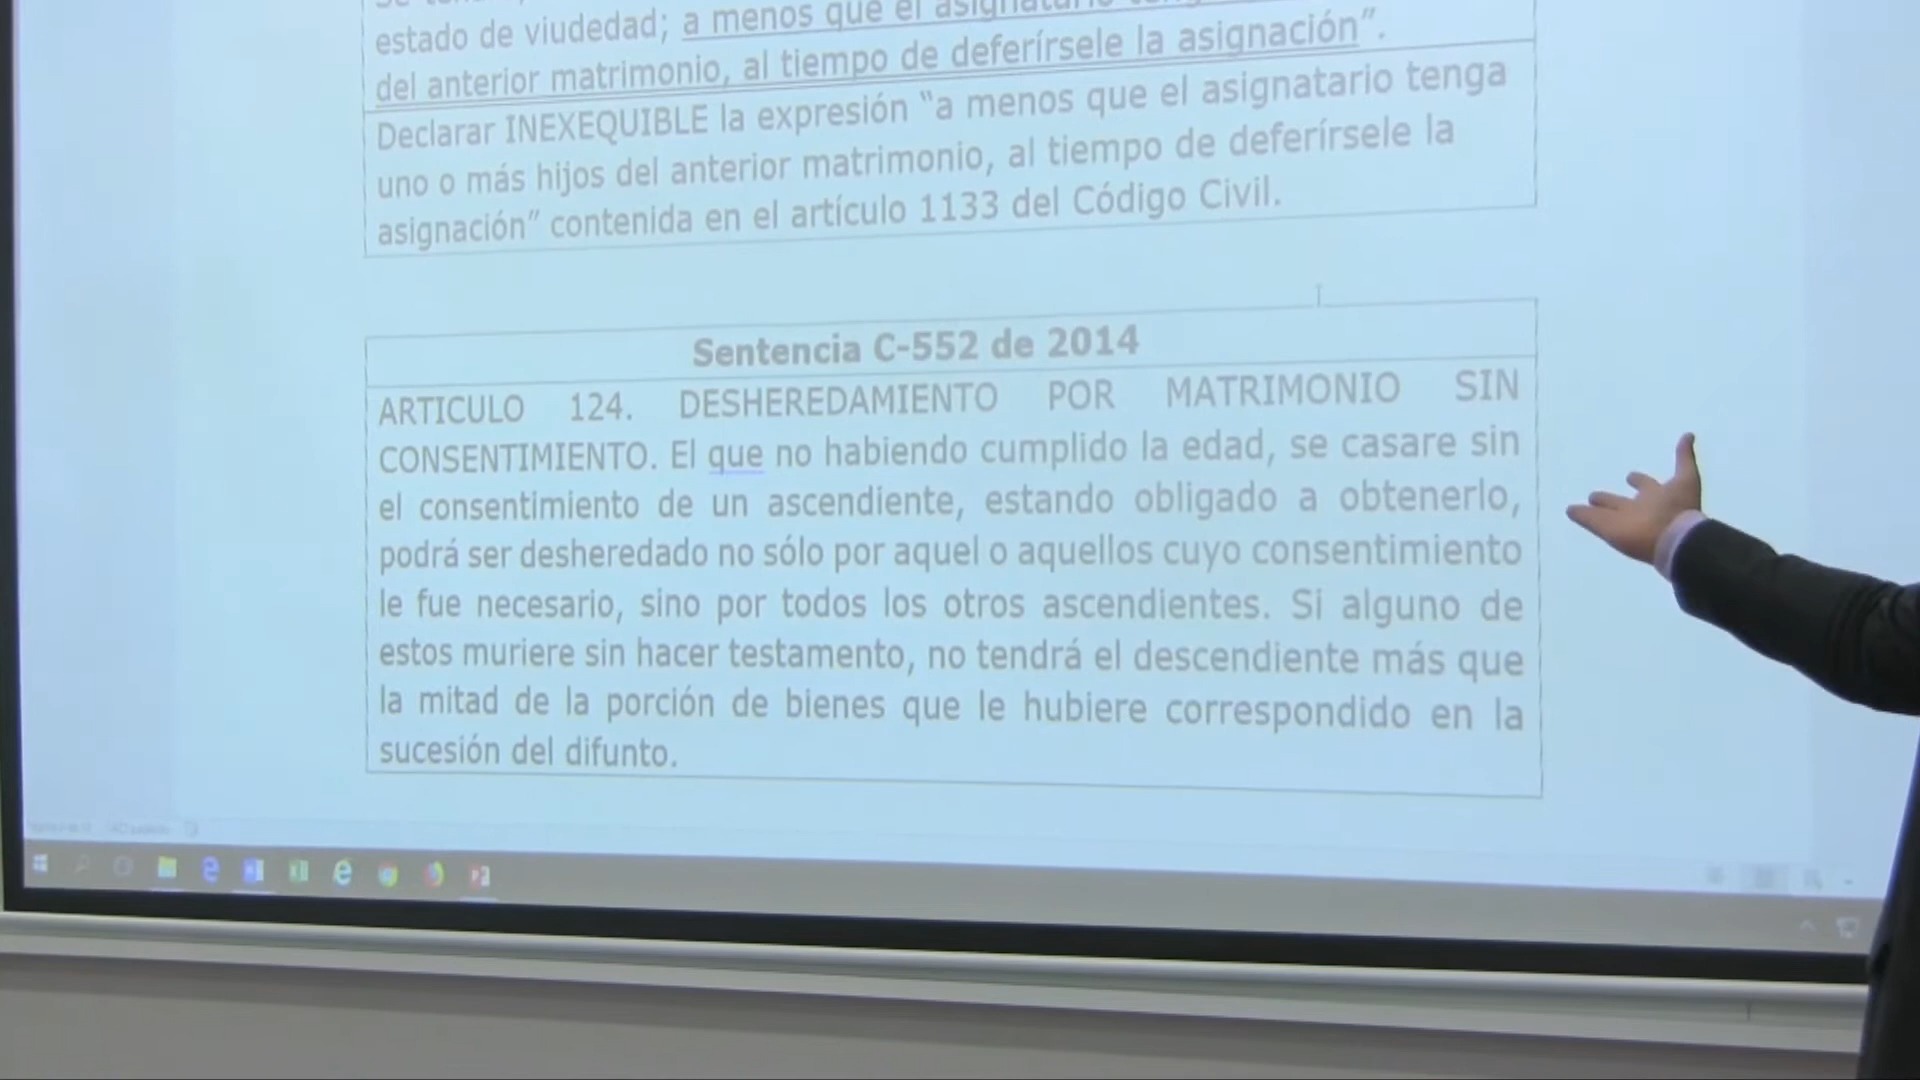 estado de viudedad; a menos que el asignatario
del anterior matrimonio, al tiempo de deferírsele la asignación”.
Declarar INEXEQUIBLE la expresión “a menos que el asignatario tenga
uno o más hijos del anterior matrimonio, al tiempo de deferírsele la
asignación” contenida en el artículo 1133 del Código Civil.
Sentencia C-552 de 2014
ARTICULO 124. DESHEREDAMIENTO POR MATRIMONIO SIN
CONSENTIMIENTO. El que no habiendo cumplido la edad, se casare sin
el consentimiento de un ascendiente, estando obligado a obtenerlo,
podrá ser desheredado no sólo por aquel o aquellos cuyo consentimiento
le fue necesario, sino por todos los otros ascendientes. Si alguno de
estos muriere sin hacer testamento, no tendrá el descendiente más que
la mitad de la porción de bienes que le hubiere correspondido en la
sucesión del difunto.